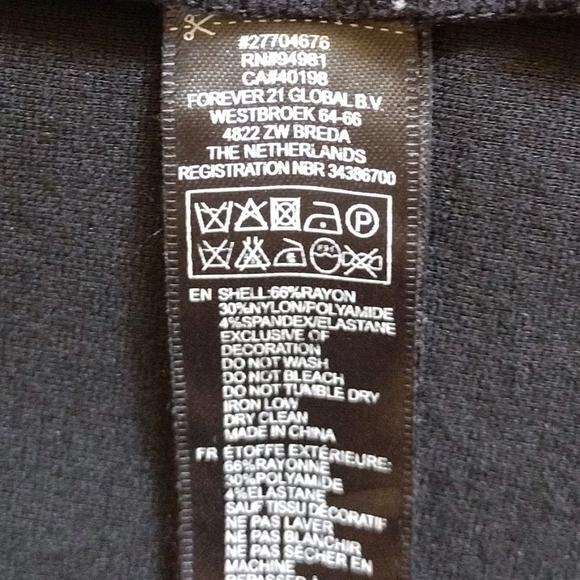 #27704676
RN#94981
CA#40198
FOREVER 21 GLOBAL B.V
WESTBROEK 64-66
4822 ZW BREDA
THE NETHERLANDS
REGISTRATION NBR 34386700
P
EN SHELL:66%RAYON
30%NYLON/POLYAMIDE
4%SPANDEX/ELASTANE
EXCLUSIVE OF
DECORATION
DO NOT WASH
DO NOT BLEACH
DO NOT TUMBLE DRY
IRON LOW
DRY CLEAN
MADE IN CHINA
FR ÉTOFFE EXTÉRIEURE:
66%RAYONNE
30%POLYAMIDE
4%ELASTANE
SAUF TISSU DÉCORATIF
NE PAS LAVER
NE PAS BLANCHIR
NE PAS SÉCHER EN
MACHINE
REPASSAGE À